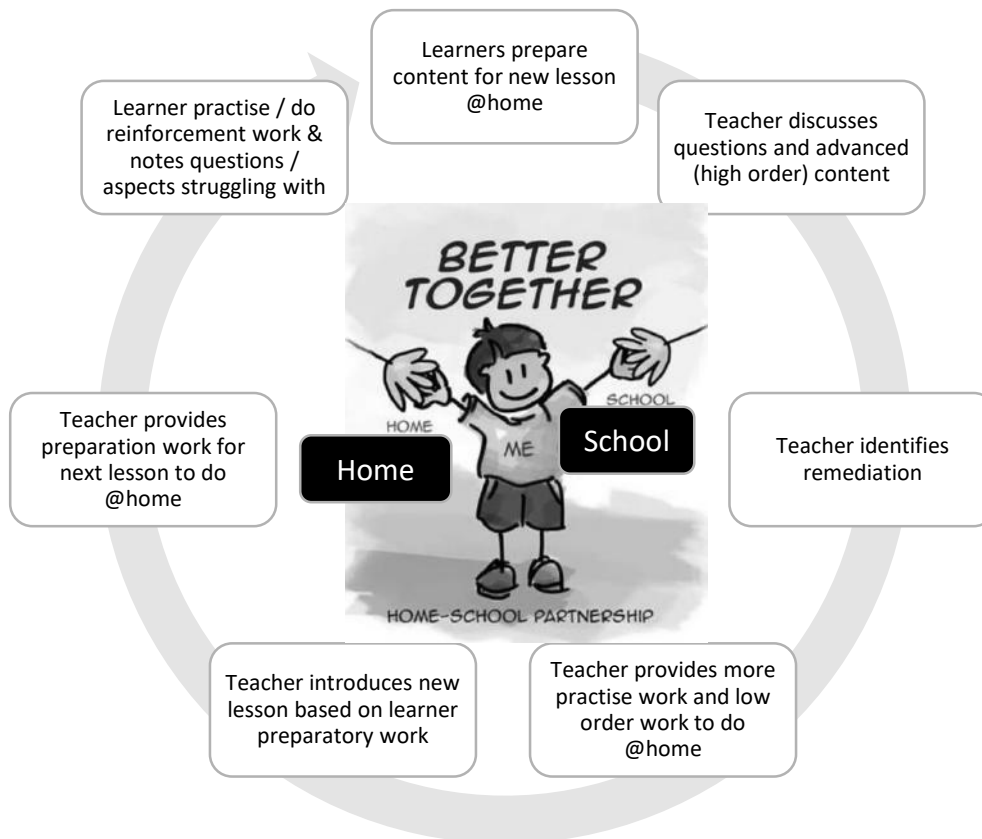 Learners prepare
content for new lesson
@home
Teacher discusses
questions and advanced
(high order) content
Teacher identifies
remediation
Teacher provides more
practise work and low
order work to do
@home
Teacher introduces new
lesson based on learner
preparatory work
Teacher provides
preparation work for
next lesson to do
@home
Learner practise / do
reinforcement work &
notes questions /
aspects struggling with
BETTER
TOGETHER
HOME
SCHOOL
ME
Home
School
HOME-SCHOOL PARTNERSHIP